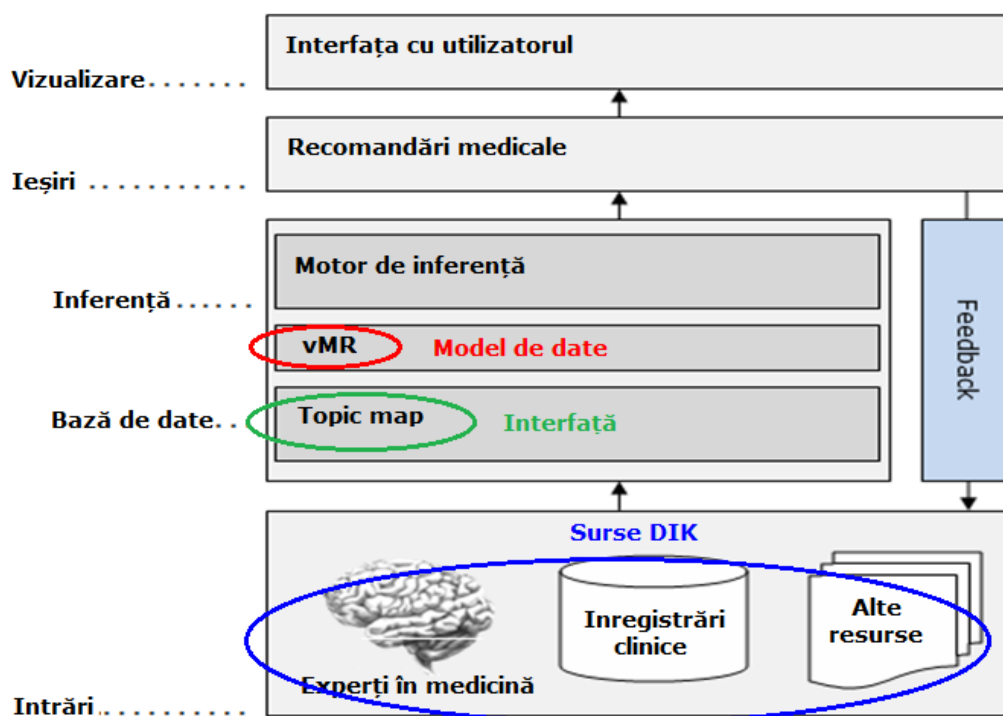 Interfața cu utilizatorul
Vizualizare.......
Recomandări medicale
Ieșiri ...........
Motor de inferență
Inferență......
vMR
Model de date
Bază de date..
Topic map
Interfață
Feedback
Surse DIK
Inregistrări
clinice
Alte
resurse
Experți în medicină
Intrări...........